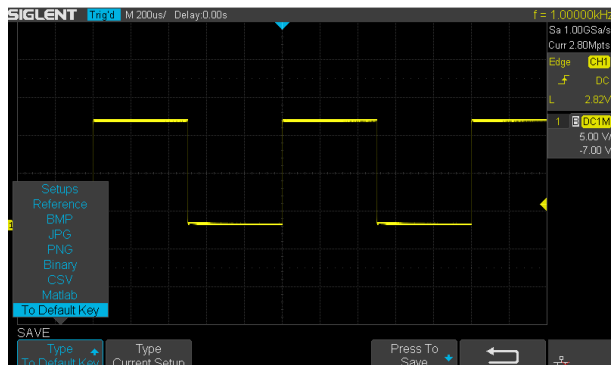 SIGLENT Trig'd M 200us/ Delay:0.00s f = 1.00000kHz
Sa 1.00GSa/s
Curr 2.80Mpts
Edge CH1
DC
L 2.82V
1 B DC1M
5.00 V/
-7.00 V
Setups
Reference
BMP
JPG
PNG
Binary
CSV
Matlab
To Default Key
SAVE
Type
To Default Key
Type
Current Setup
Press To
Save